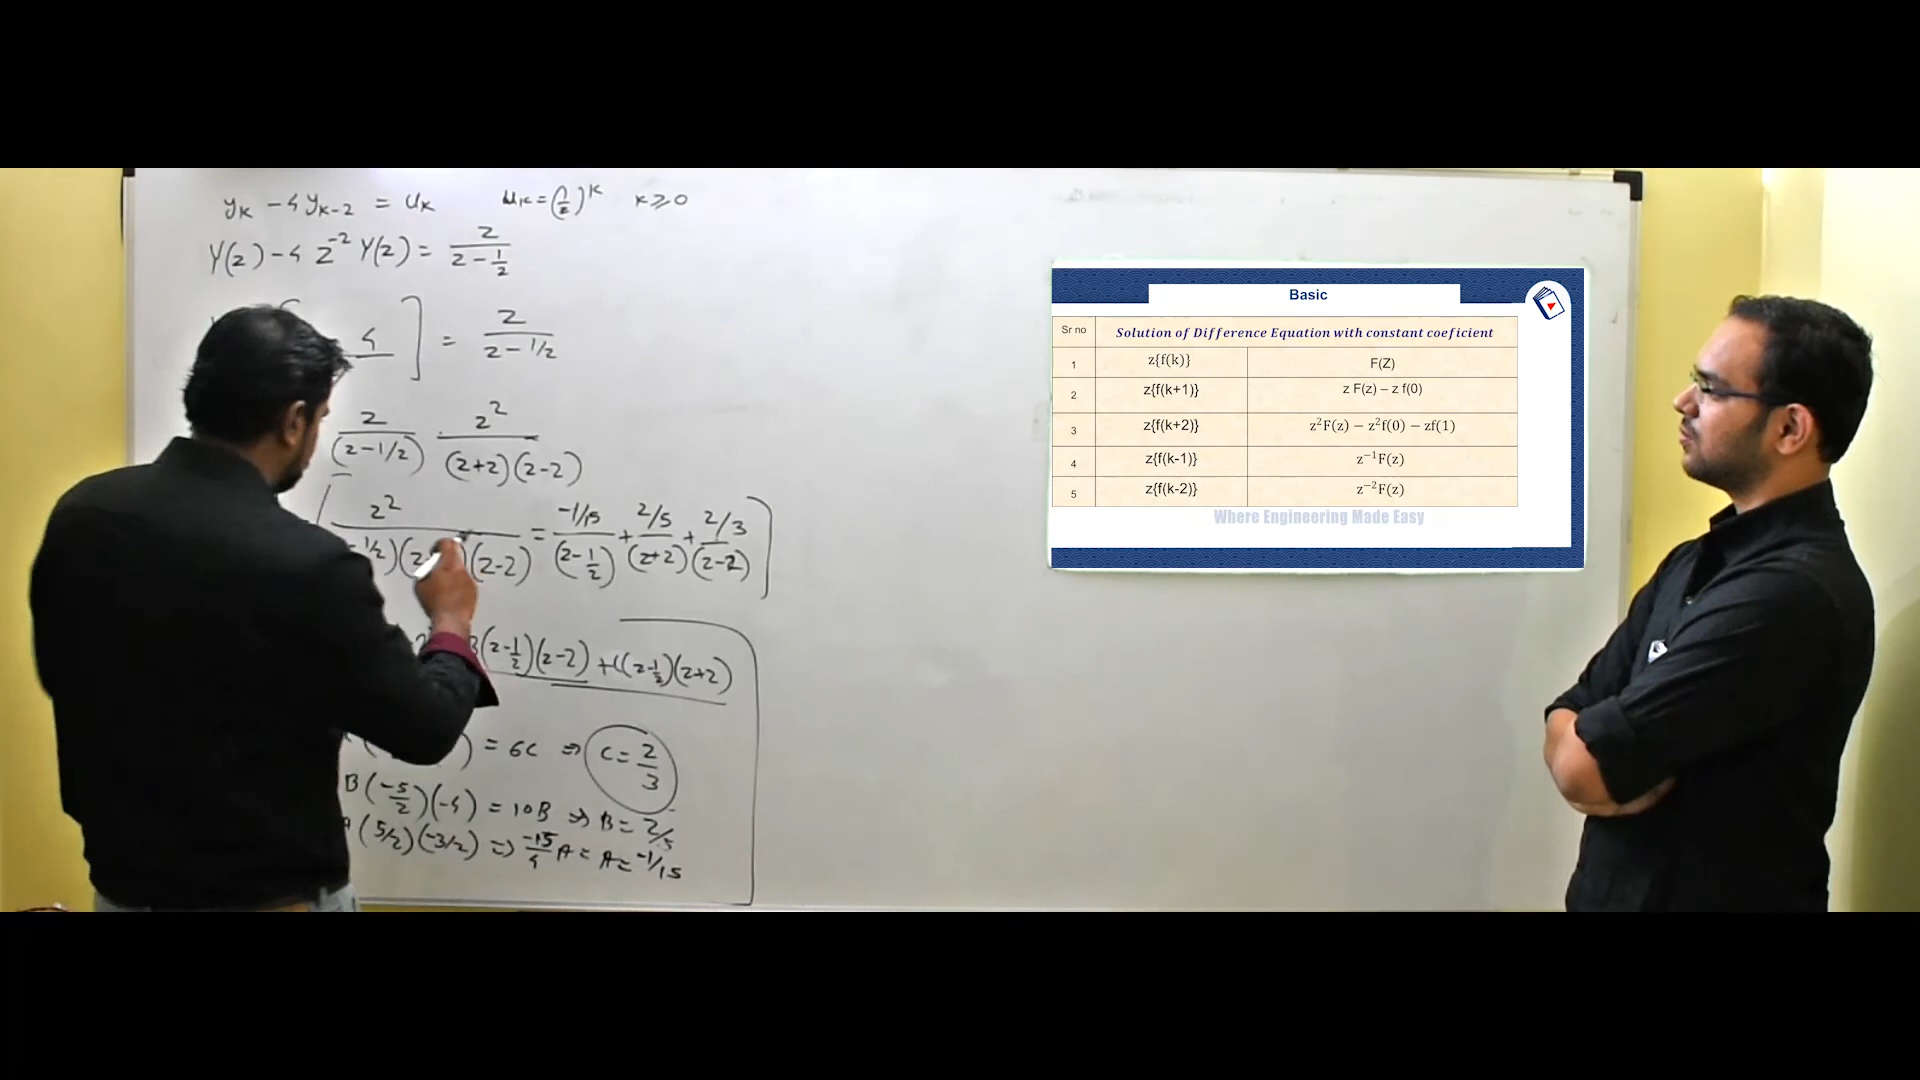 yₖ - 4yₖ₋₂ = uₖ    uₖ = (1/2)ᵏ    k ≥ 0
Y(z) - 4 z⁻² Y(z) = z / (z - 1/2)
4 ] = z / (z - 1/2)
z / (z - 1/2)  z² / (z+2)(z-2)
z² / 1/2)(z )(z-2) = -1/15 / (z - 1/2) + 2/5 / (z+2) + 2/3 / (z-2) ]
B(z - 1/2)(z-2) + C(z - 1/2)(z+2)
) = 6C ⇒ C = 2/3
B(-5/2)(-4) = 10B ⇒ B = 2/5
A(5/2)(-3/2) ⇒ -15/4 A = A = -1/15
Basic
Sr no Solution of Difference Equation with constant coeficient
1 z{f(k)} F(Z)
2 z{f(k+1)} z F(z) – z f(0)
3 z{f(k+2)} z²F(z) − z²f(0) − zf(1)
4 z{f(k-1)} z⁻¹F(z)
5 z{f(k-2)} z⁻²F(z)
Where Engineering Made Easy